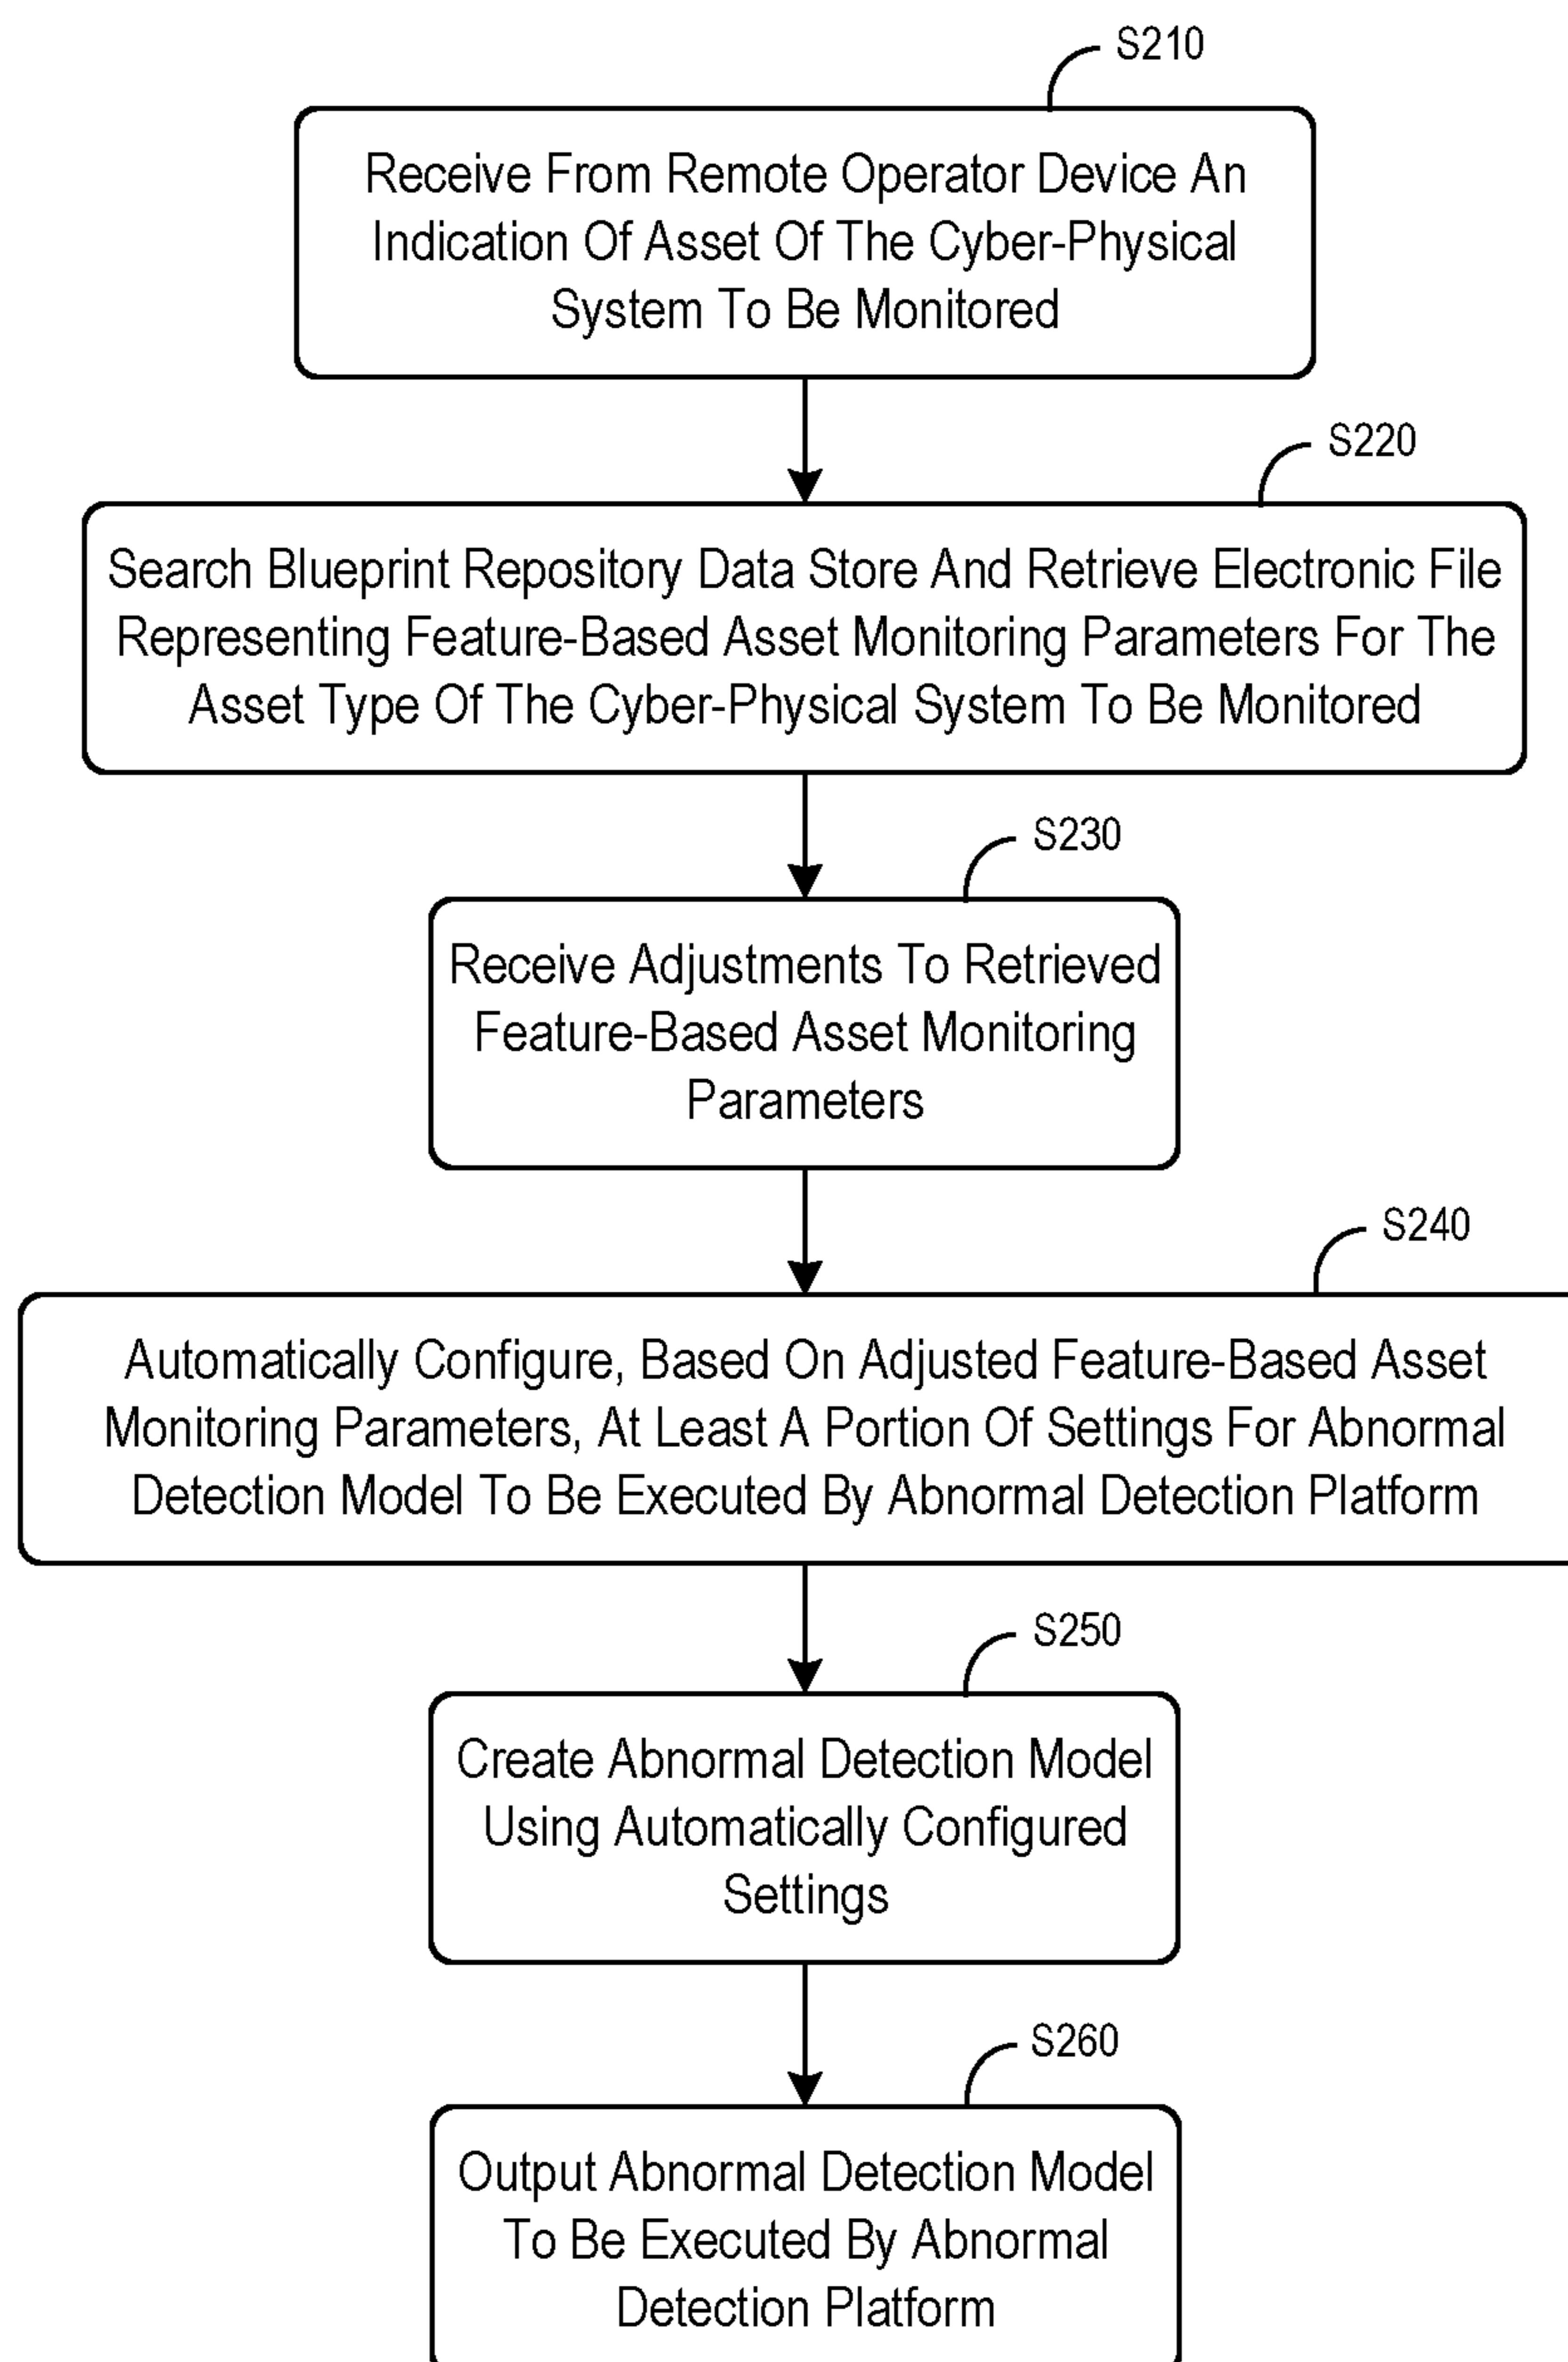 S210
Receive From Remote Operator Device An
Indication Of Asset Of The Cyber-Physical
System To Be Monitored
S220
Search Blueprint Repository Data Store And Retrieve Electronic File
Representing Feature-Based Asset Monitoring Parameters For The
Asset Type Of The Cyber-Physical System To Be Monitored
S230
Receive Adjustments To Retrieved
Feature-Based Asset Monitoring
Parameters
S240
Automatically Configure, Based On Adjusted Feature-Based Asset
Monitoring Parameters, At Least A Portion Of Settings For Abnormal
Detection Model To Be Executed By Abnormal Detection Platform
S250
Create Abnormal Detection Model
Using Automatically Configured
Settings
S260
Output Abnormal Detection Model
To Be Executed By Abnormal
Detection Platform